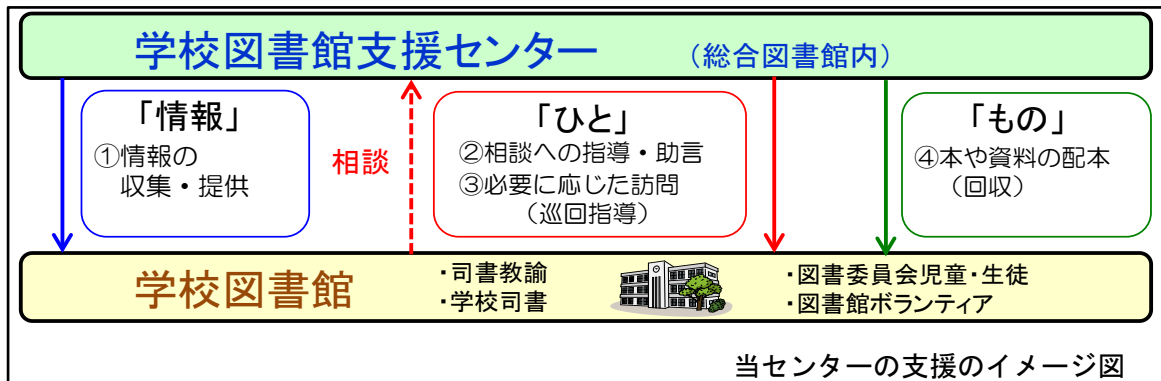 学校図書館支援センター （総合図書館内）
「情報」
①情報の
収集・提供
相談
「ひと」
②相談への指導・助言
③必要に応じた訪問
（巡回指導）
「もの」
④本や資料の配本
（回収）
学校図書館
・司書教諭
・学校司書
・図書委員会児童・生徒
・図書館ボランティア
当センターの支援のイメージ図